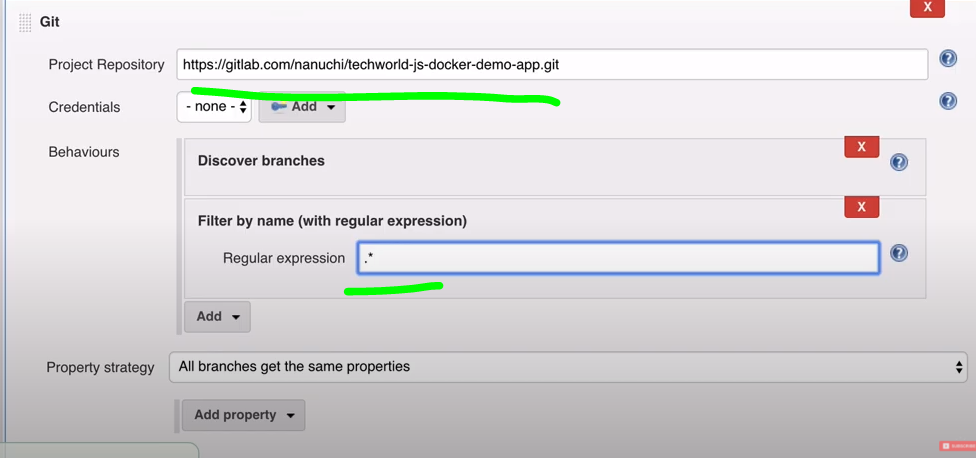 X
Git
Project Repository https://gitlab.com/nanuchi/techworld-js-docker-demo-app.git
Credentials - none - Add
Behaviours
X
Discover branches
X
Filter by name (with regular expression)
Regular expression .*
Add
Property strategy All branches get the same properties
Add property
SUBSCRIBE